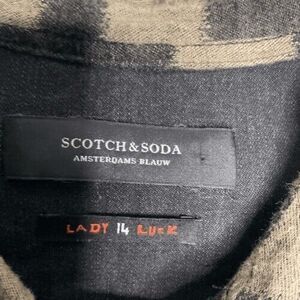 SCOTCH & SODA
AMSTERDAMS BLAUW
LADY 14 LUCK